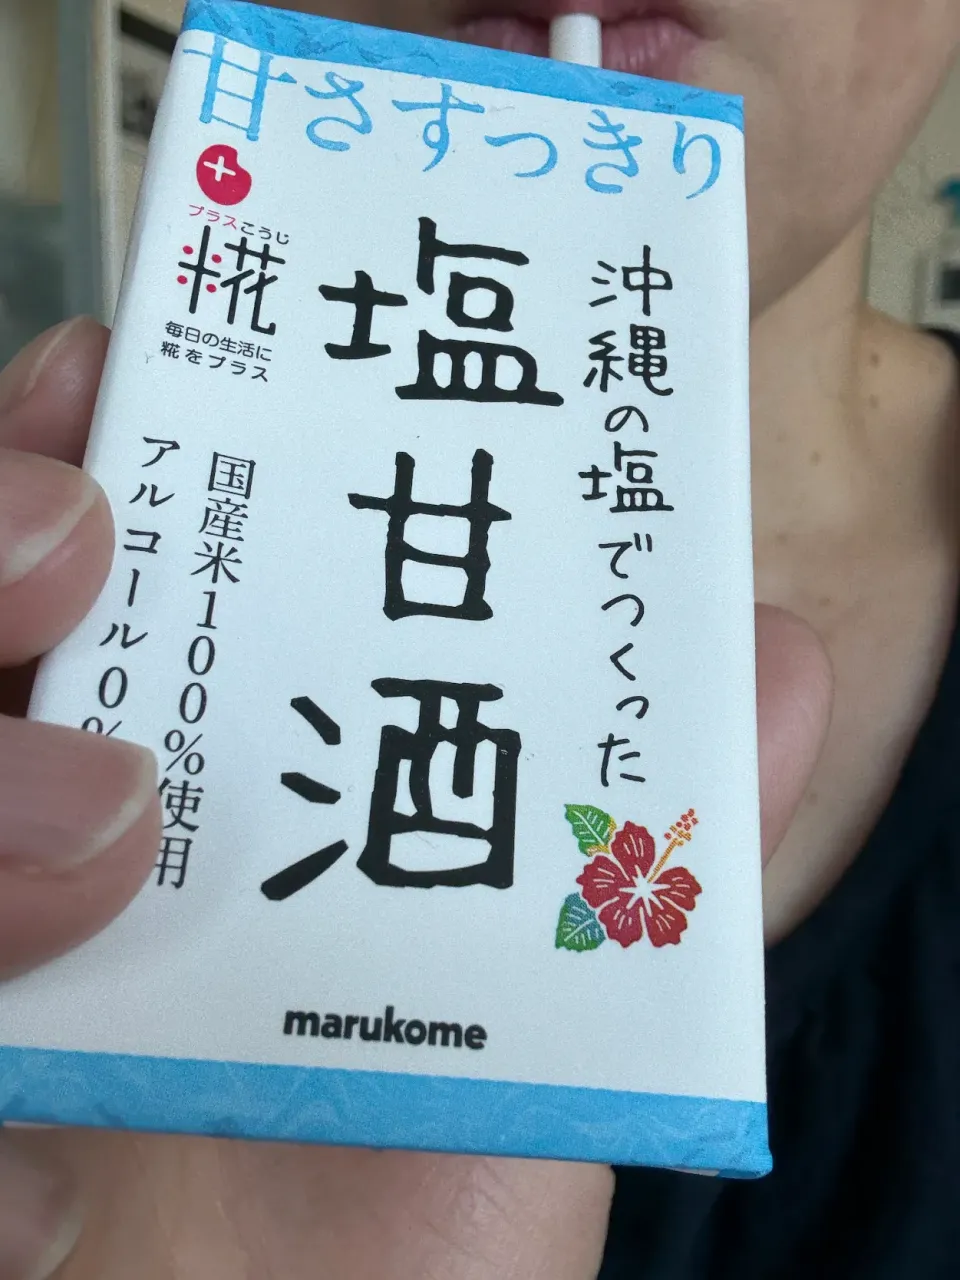 甘さすっきり
プラスこうじ
糀
毎日の生活に
糀をプラス
沖縄の塩でつくった
塩甘酒
国産米100%使用
アルコール0%
marukome